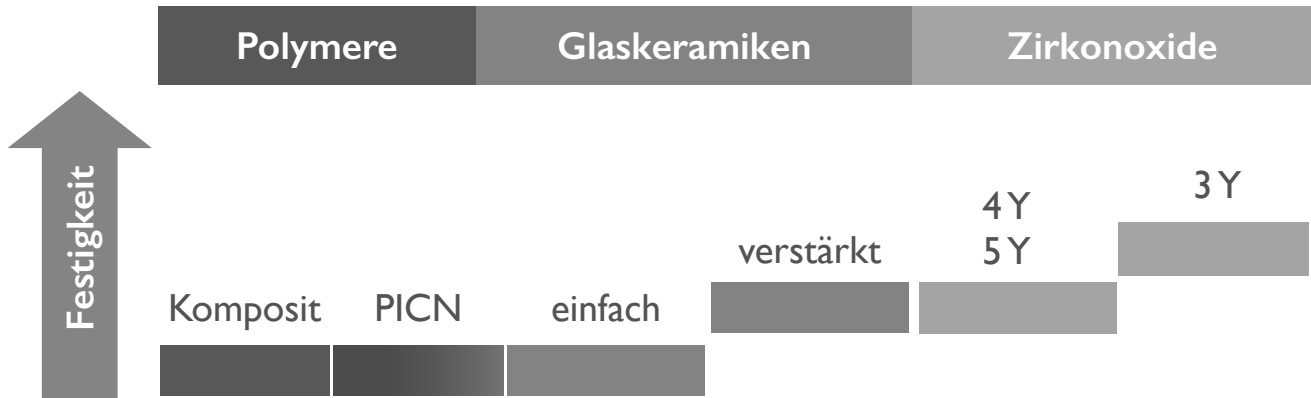 Polymere Glaskeramiken Zirkonoxide
Festigkeit
3 Y
4 Y
verstärkt 5 Y
Komposit PICN einfach